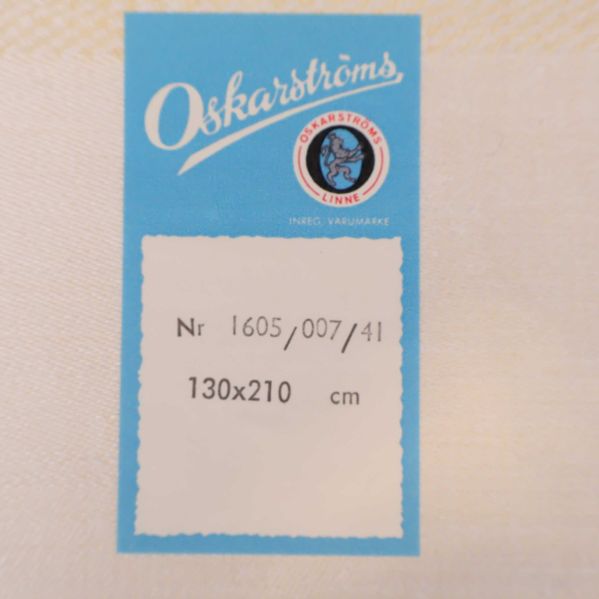 Oskarströms
OSKARSTRÖMS
LINNE
INREG. VARUMÄRKE
Nr 1605/007/41
130x210 cm